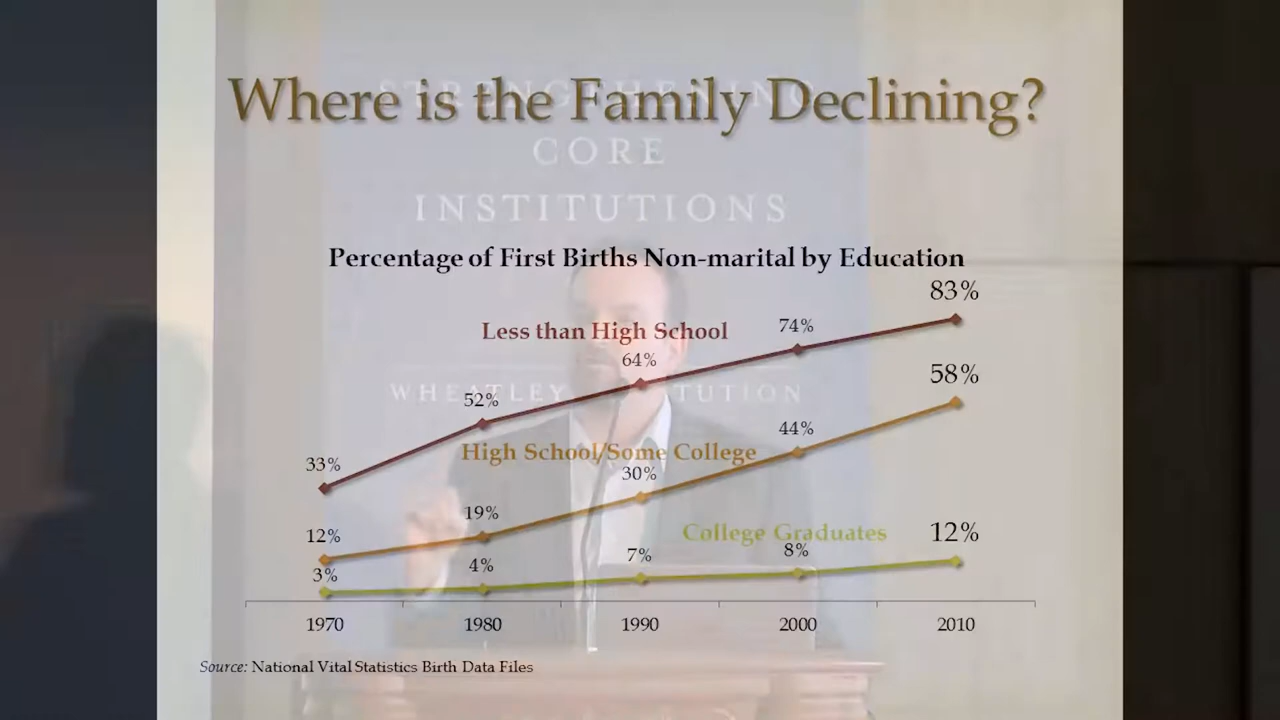 Where is the Family Declining?
STRENGTHENING
CORE
INSTITUTIONS
Percentage of First Births Non-marital by Education
83%
Less than High School
74%
64%
58%
WHEATLEY TUTION
52%
44%
High School/Some College
33%
30%
19%
College Graduates
12%
12%
8%
7%
4%
3%
1970 1980 1990 2000 2010
Source: National Vital Statistics Birth Data Files